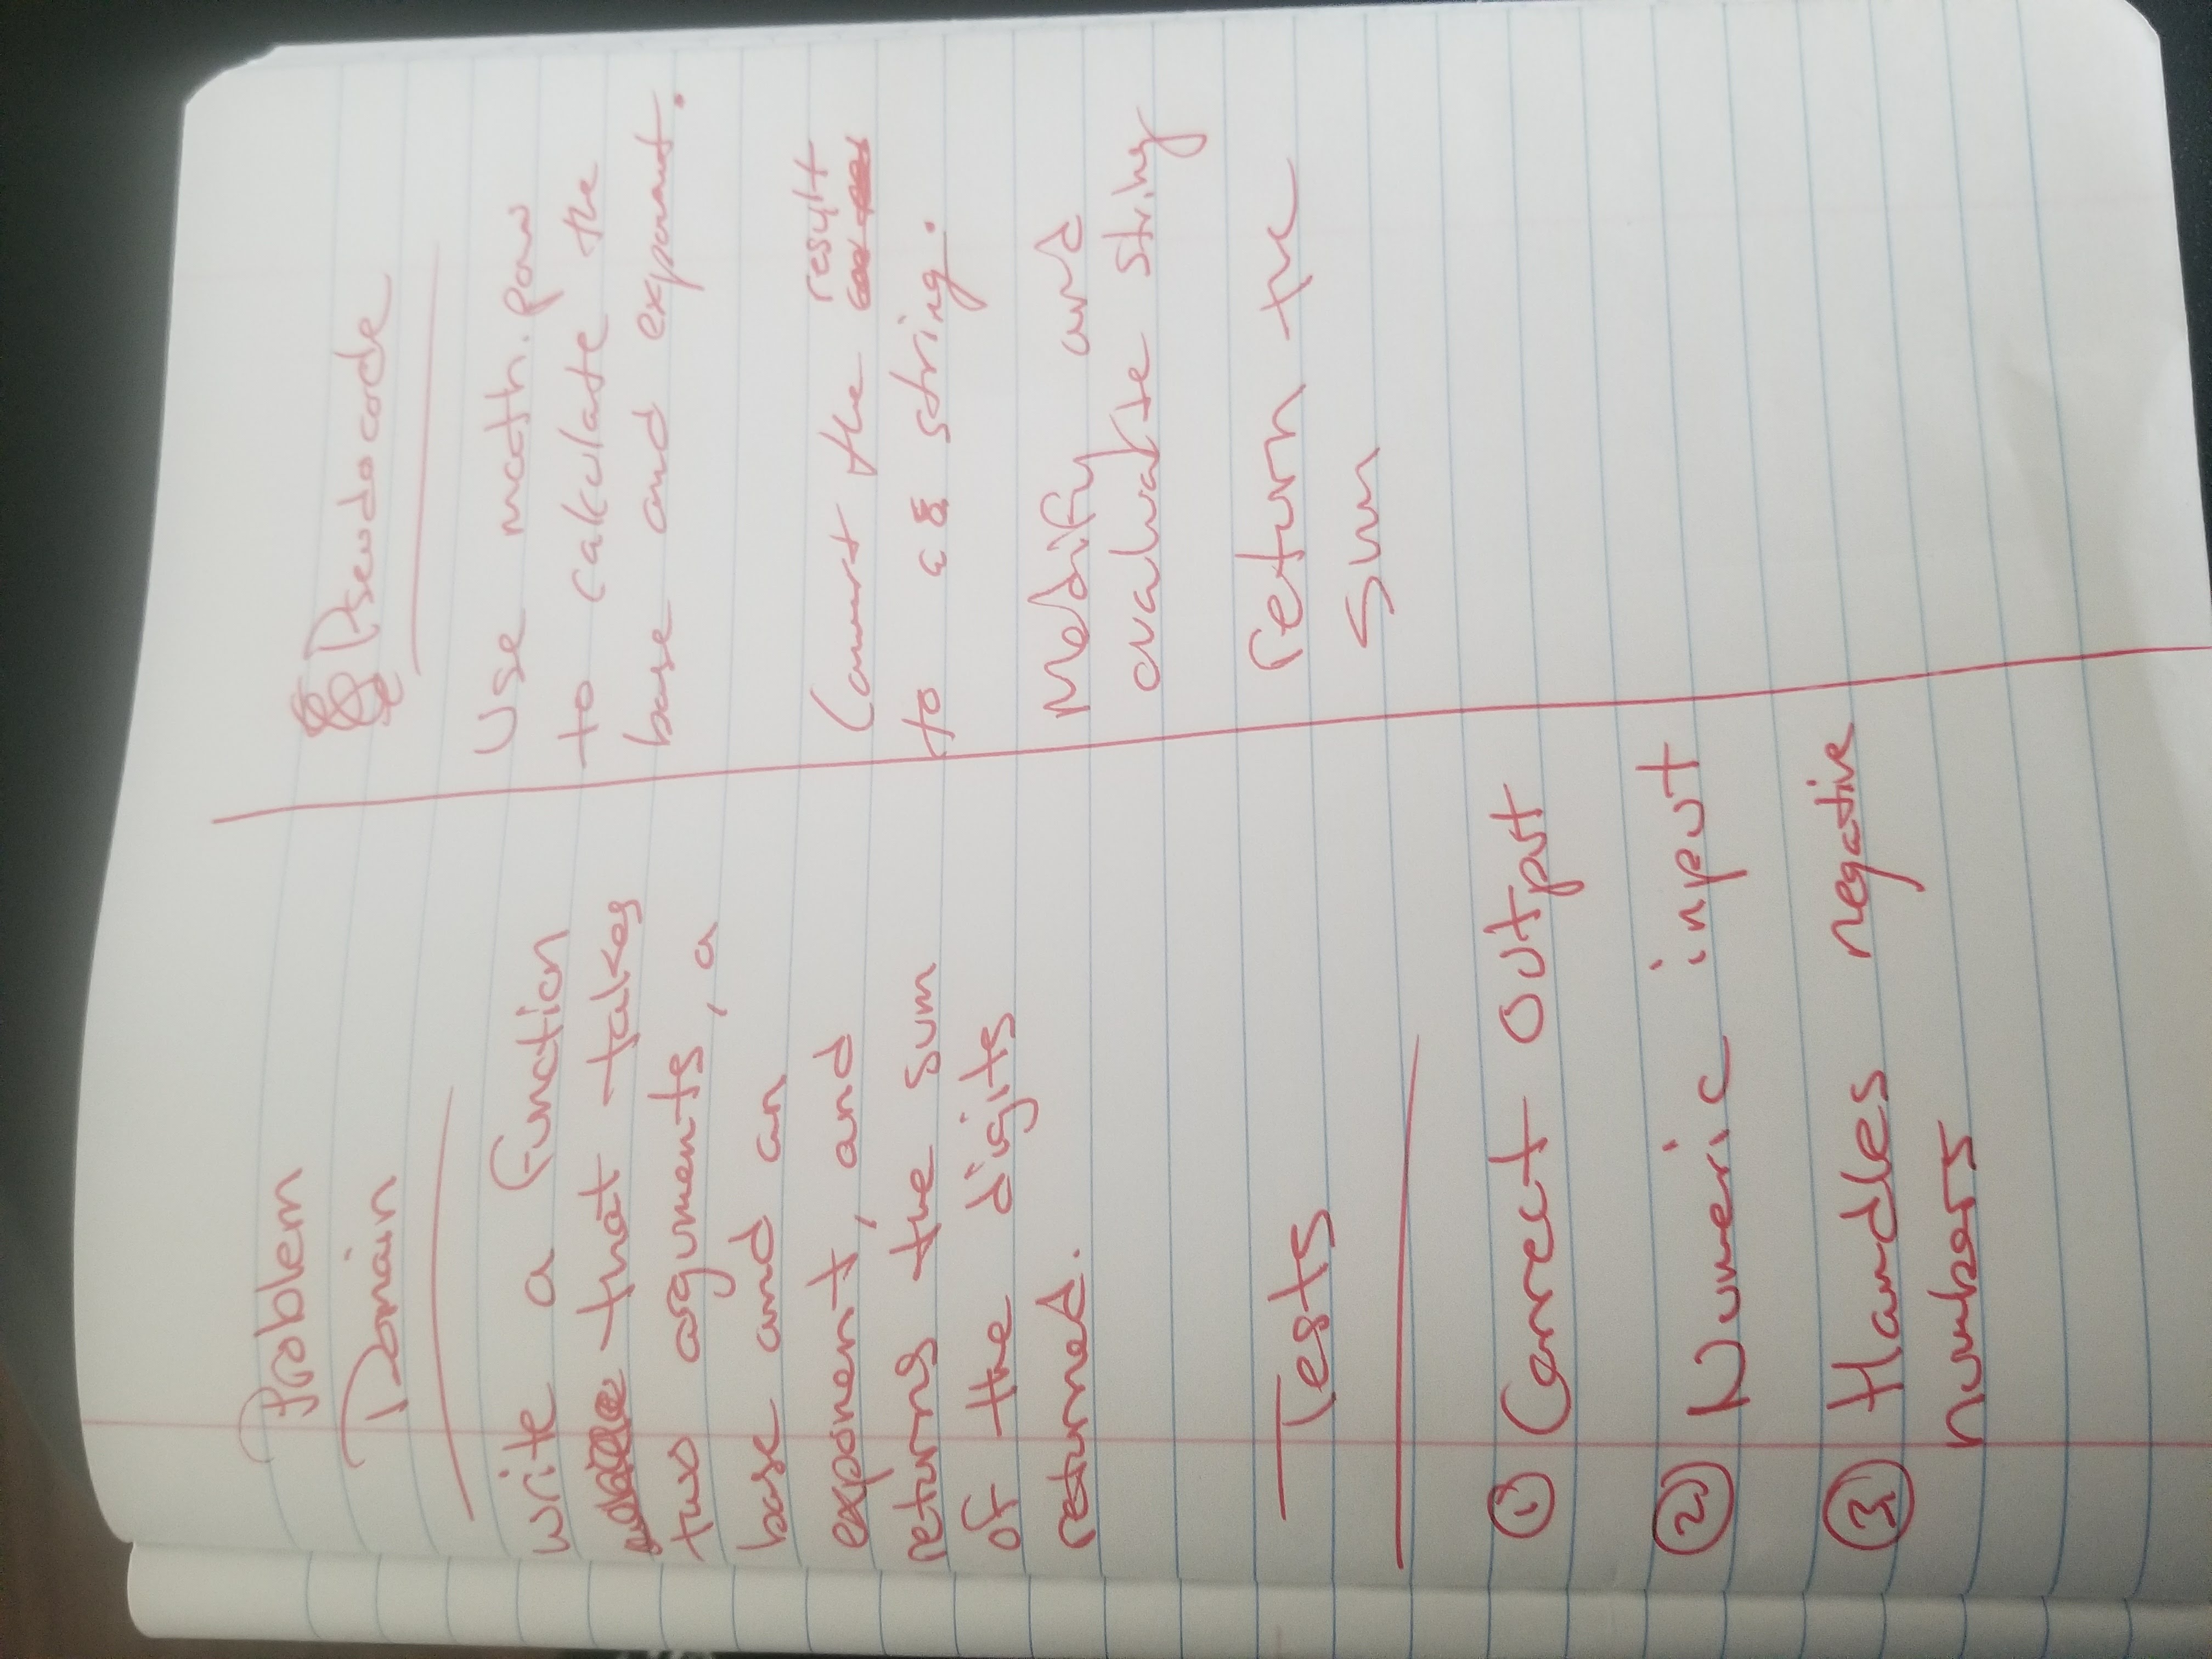 Problem
Domain
write a function
that takes
two arguments, a
base and an
exponent, and
returns the sum
of the digits
returned.
Tests
① Correct Output
② Numeric input
③ Handles negative
numbers
Pseudocode
Use math.pow
to calculate the
base and exponent.
Convert the result
to a string.
Modify and
evaluate string
return the
sum